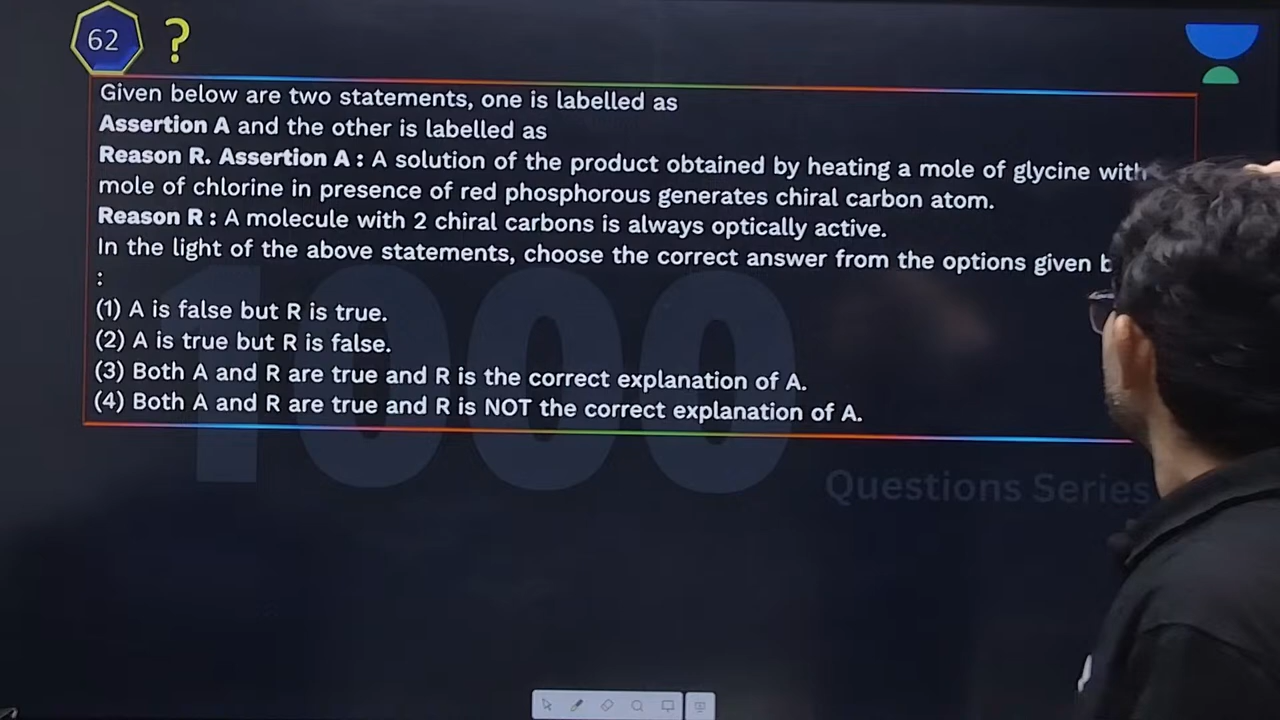 62 ?
Given below are two statements, one is labelled as
Assertion A and the other is labelled as
Reason R. Assertion A : A solution of the product obtained by heating a mole of glycine with
mole of chlorine in presence of red phosphorous generates chiral carbon atom.
Reason R : A molecule with 2 chiral carbons is always optically active.
In the light of the above statements, choose the correct answer from the options given
:
(1) A is false but R is true.
(2) A is true but R is false.
(3) Both A and R are true and R is the correct explanation of A.
(4) Both A and R are true and R is NOT the correct explanation of A.
1000
Questions Series